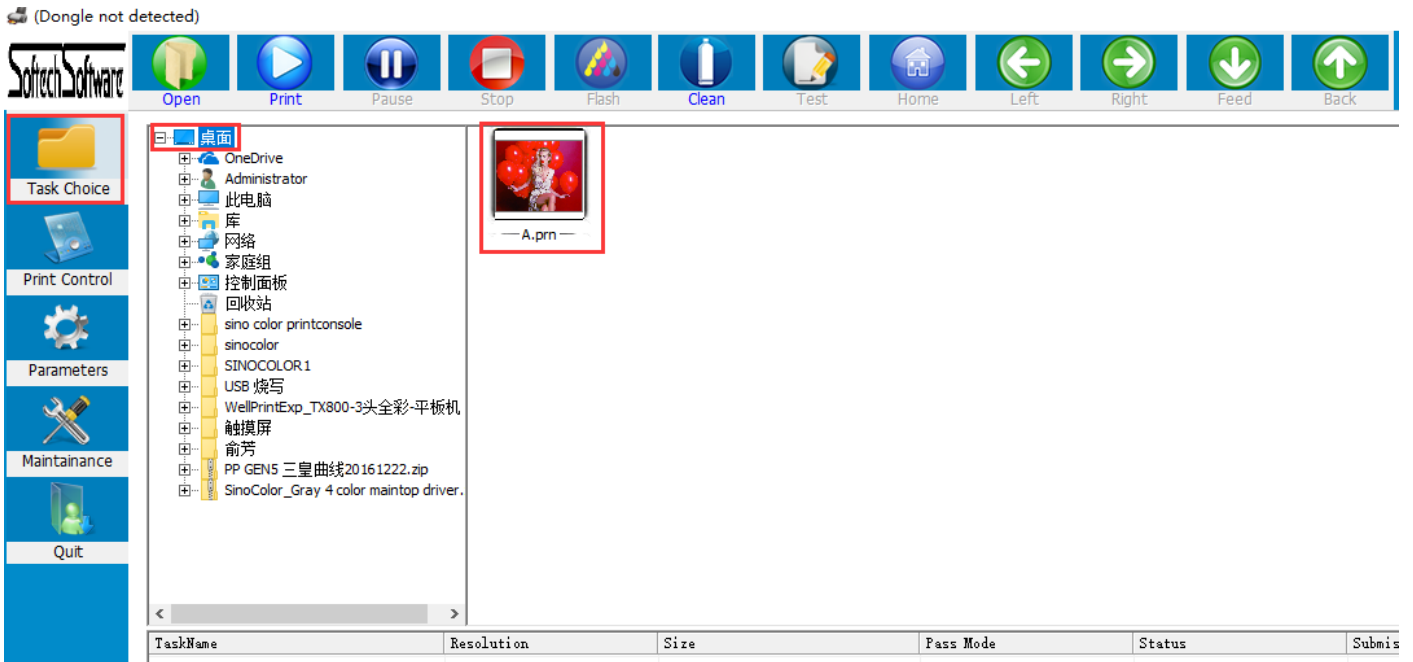 (Dongle not detected)
Softech Software
Open
Print
Pause
Stop
Flash
Clean
Test
Home
Left
Right
Feed
Back
Task Choice
Print Control
Parameters
Maintainance
Quit
桌面
OneDrive
Administrator
此电脑
库
网络
家庭组
控制面板
回收站
sino color printconsole
sinocolor
SINOCOLOR1
USB 烧写
WellPrintExp_TX800-3头全彩-平板机
触摸屏
俞芳
PP GEN5 三皇曲线20161222.zip
SinoColor_Gray 4 color maintop driver.
A.prn
TaskName
Resolution
Size
Pass Mode
Status
Submis